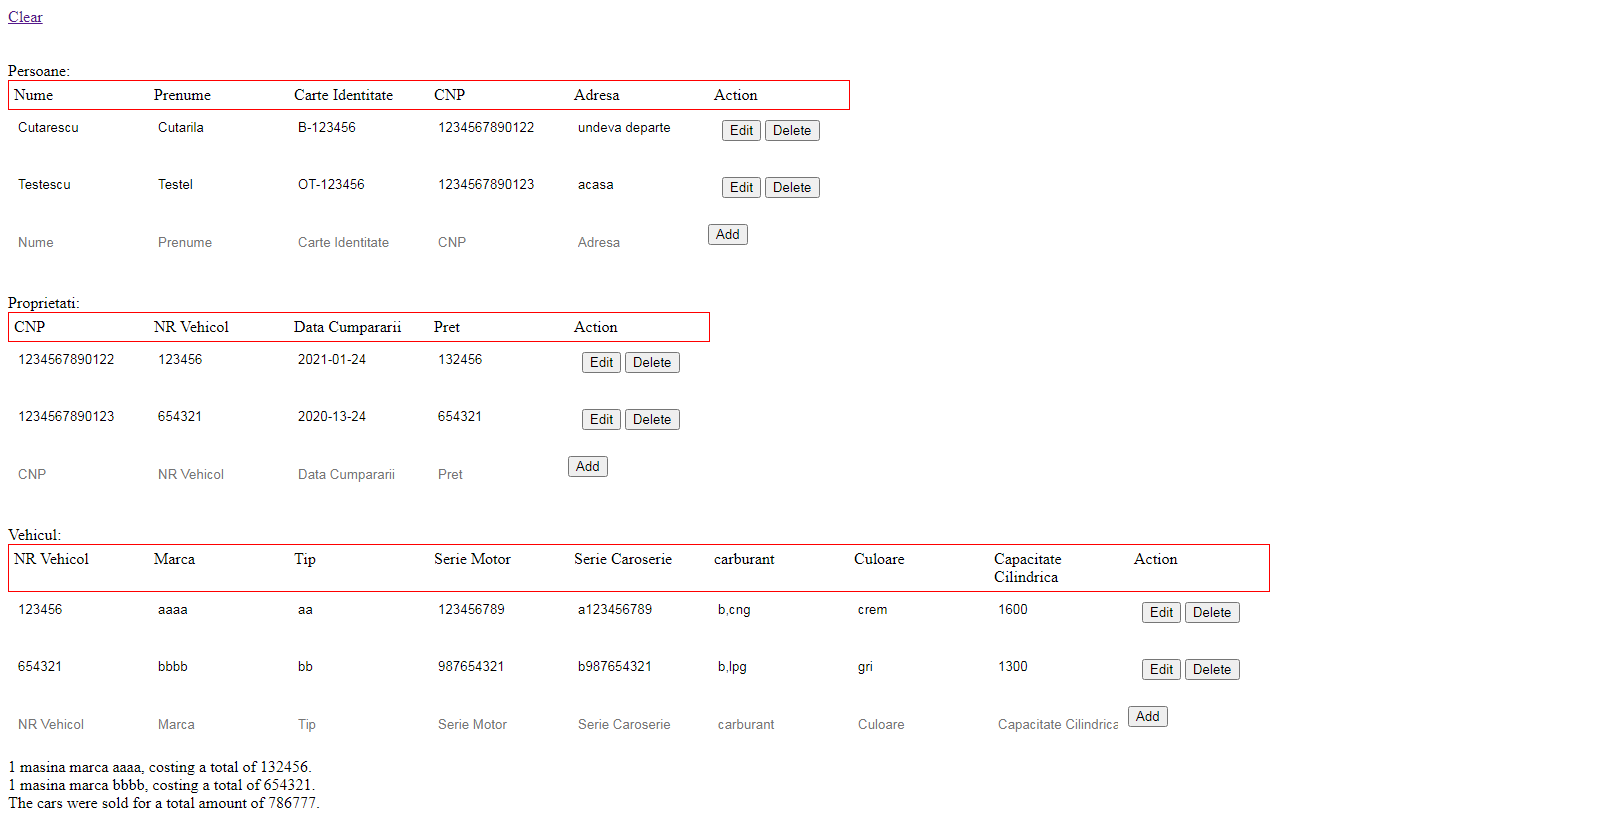 Clear
Persoane:
Nume Prenume Carte Identitate CNP Adresa Action
Cutarescu Cutarila B-123456 1234567890122 undeva departe Edit Delete
Testescu Testel OT-123456 1234567890123 acasa Edit Delete
Nume Prenume Carte Identitate CNP Adresa Add
Proprietati:
CNP NR Vehicol Data Cumpararii Pret Action
1234567890122 123456 2021-01-24 132456 Edit Delete
1234567890123 654321 2020-13-24 654321 Edit Delete
CNP NR Vehicol Data Cumpararii Pret Add
Vehicul:
NR Vehicol Marca Tip Serie Motor Serie Caroserie carburant Culoare Capacitate Action
Cilindrica
123456 aaaa aa 123456789 a123456789 b,cng crem 1600 Edit Delete
654321 bbbb bb 987654321 b987654321 b,lpg gri 1300 Edit Delete
NR Vehicol Marca Tip Serie Motor Serie Caroserie carburant Culoare Capacitate Cilindrica Add
1 masina marca aaaa, costing a total of 132456.
1 masina marca bbbb, costing a total of 654321.
The cars were sold for a total amount of 786777.